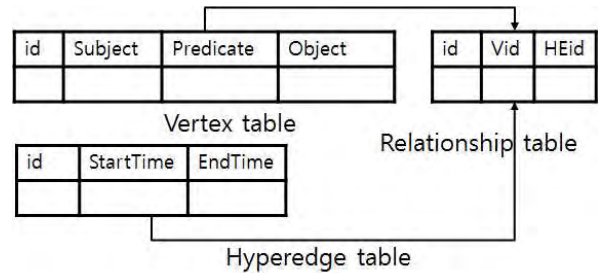 id Subject Predicate Object
Vertex table
id Vid HEid
Relationship table
id StartTime EndTime
Hyperedge table